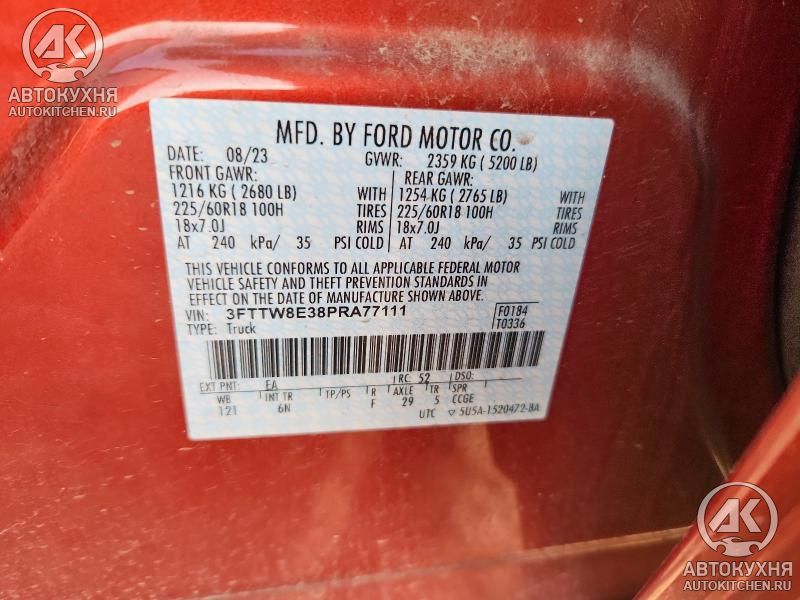 AK
АВТОКУХНЯ
AUTOKITCHEN.RU
MFD. BY FORD MOTOR CO.
DATE: 08/23 GVWR: 2359 KG ( 5200 LB)
FRONT GAWR: REAR GAWR:
1216 KG ( 2680 LB) WITH 1254 KG ( 2765 LB) WITH
225/60R18 100H TIRES 225/60R18 100H TIRES
18x7.0J RIMS 18x7.0J RIMS
AT 240 kPa/ 35 PSI COLD AT 240 kPa/ 35 PSI COLD
THIS VEHICLE CONFORMS TO ALL APPLICABLE FEDERAL MOTOR
VEHICLE SAFETY AND THEFT PREVENTION STANDARDS IN
EFFECT ON THE DATE OF MANUFACTURE SHOWN ABOVE.
VIN: 3FTTW8E38PRA77111 F0184
TYPE: Truck T0336
EXT PNT: EA RC: 52 DSO:
WB INT TR TP/PS R AXLE TR SPR
121 6N F 29 5 CCGE
UTC ▽ 5U5A-1520472-BA
AK
АВТОКУХНЯ
AUTOKITCHEN.RU